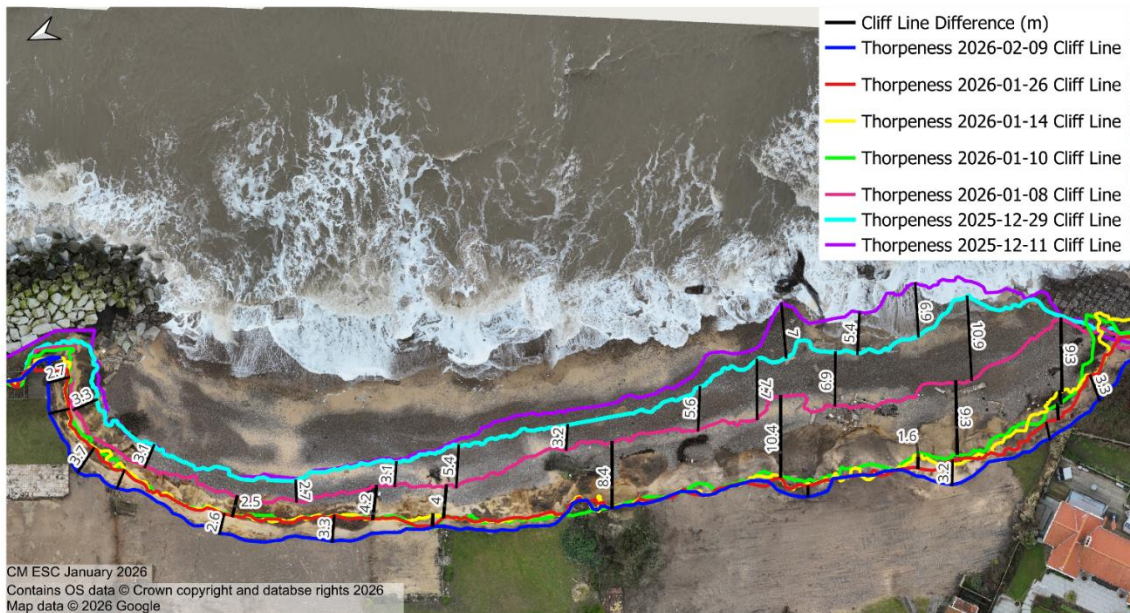 Cliff Line Difference (m)
Thorpeness 2026-02-09 Cliff Line
Thorpeness 2026-01-26 Cliff Line
Thorpeness 2026-01-14 Cliff Line
Thorpeness 2026-01-10 Cliff Line
Thorpeness 2026-01-08 Cliff Line
Thorpeness 2025-12-29 Cliff Line
Thorpeness 2025-12-11 Cliff Line
2.7
3.3
3.7
3.1
2.5
2.6
2.7
3.3
4.2
3.1
5.4
4
3.2
8.4
5.6
7.7
7
10.4
6.9
5.4
6.9
10.9
1.6
9.3
3.2
9.3
3.3
CM ESC January 2026
Contains OS data © Crown copyright and databse rights 2026
Map data © 2026 Google